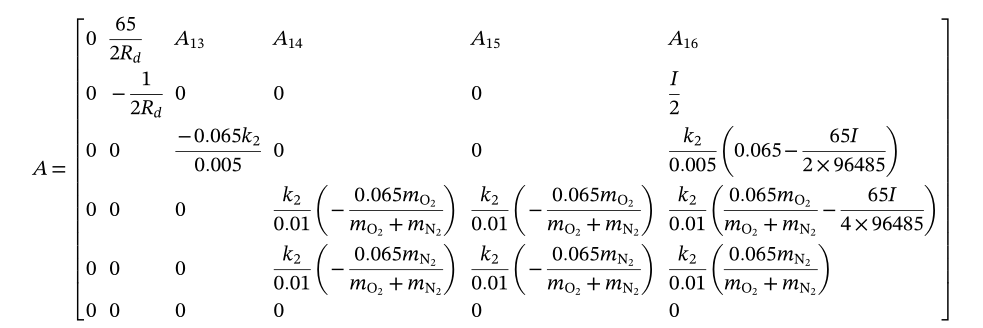 A = [ 0 65/2R_d A_13 A_14 A_15 A_16
0 −1/2R_d 0 0 0 I/2
0 0 −0.065k_2/0.005 0 0 k_2/0.005 (0.065 − 65I/2 × 96485)
0 0 0 k_2/0.01 (− 0.065m_O2/m_O2 + m_N2) k_2/0.01 (− 0.065m_O2/m_O2 + m_N2) k_2/0.01 (0.065m_O2/m_O2 + m_N2 − 65I/4 × 96485)
0 0 0 k_2/0.01 (− 0.065m_N2/m_O2 + m_N2) k_2/0.01 (− 0.065m_N2/m_O2 + m_N2) k_2/0.01 (0.065m_N2/m_O2 + m_N2)
0 0 0 0 0 0 ]